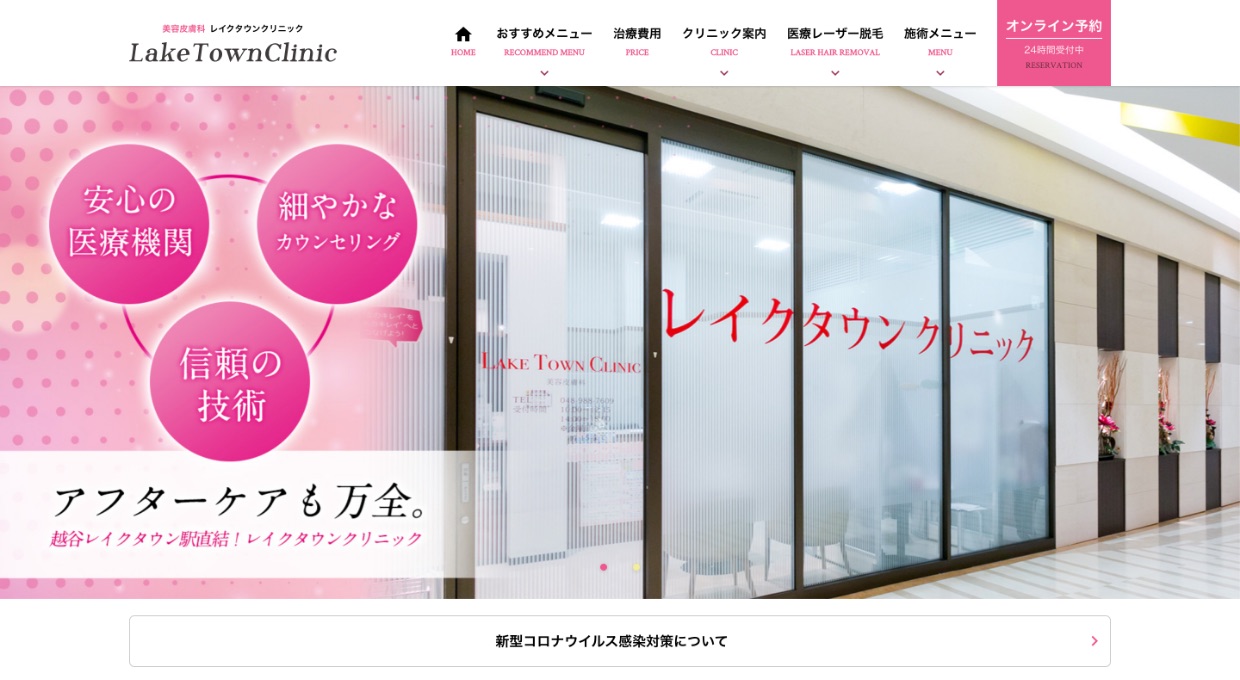 美容皮膚科 レイクタウンクリニック
LakeTownClinic
HOME
おすすめメニュー
RECOMMEND MENU
治療費用
PRICE
クリニック案内
CLINIC
医療レーザー脱毛
LASER HAIR REMOVAL
施術メニュー
MENU
オンライン予約
24時間受付中
RESERVATION
安心の
医療機関
細やかな
カウンセリング
信頼の
技術
アフターケアも万全。
越谷レイクタウン駅直結！レイクタウンクリニック
LAKE TOWN CLINIC
美容皮膚科
TEL
受付時間
レイクタウンクリニック
新型コロナウイルス感染対策について